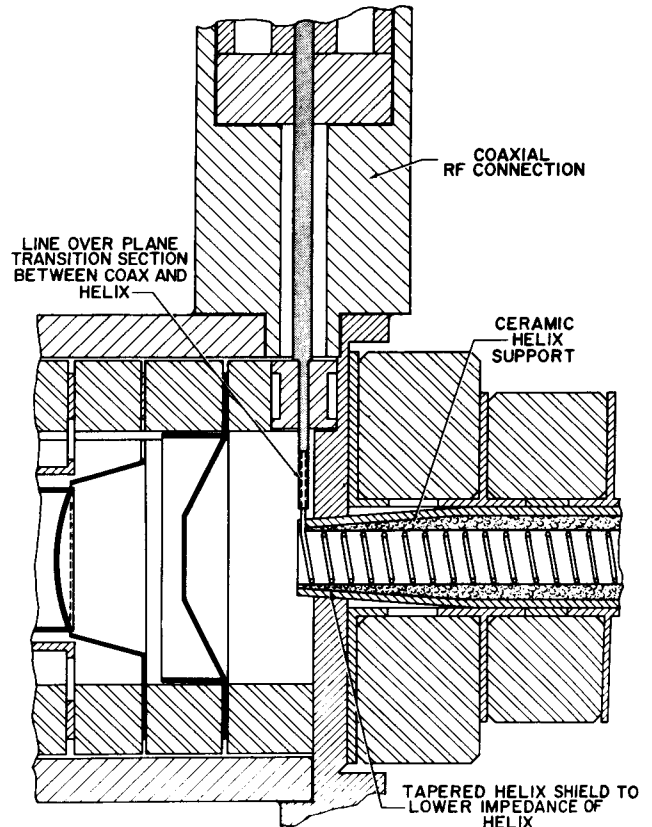 COAXIAL
RF CONNECTION
LINE OVER PLANE
TRANSITION SECTION
BETWEEN COAX AND
HELIX
CERAMIC
HELIX
SUPPORT
TAPERED HELIX SHIELD TO
LOWER IMPEDANCE OF
HELIX